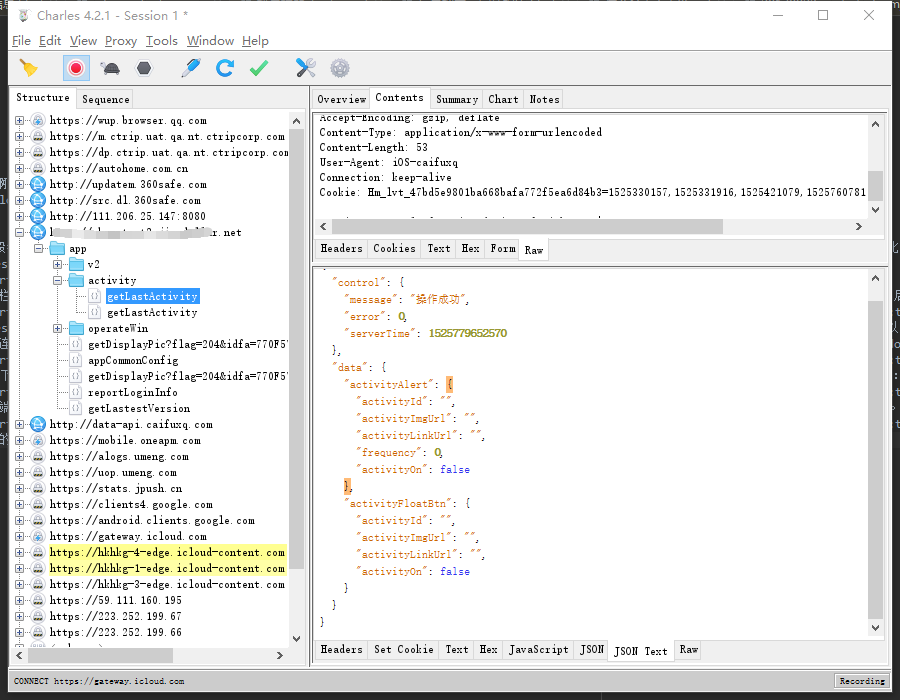 Charles 4.2.1 - Session 1 *
File Edit View Proxy Tools Window Help
Structure Sequence
https://wup.browser.qq.com
https://m.ctrip.uat.qa.nt.ctripcorp.com
https://dp.ctrip.uat.qa.nt.ctripcorp.com
https://autohome.com.cn
http://updatem.360safe.com
http://src.dl.360safe.com
http://111.206.25.147:8080
.net
app
v2
activity
getLastActivity
getLastActivity
operateWin
getDisplayPic?flag=204&idfa=770F5
appCommonConfig
getDisplayPic?flag=204&idfa=770F5
reportLoginInfo
getLastestVersion
http://data-api.caifuxq.com
https://mobile.oneapm.com
https://alogs.umeng.com
https://uop.umeng.com
https://stats.jpush.cn
https://clients4.google.com
https://android.clients.google.com
https://gateway.icloud.com
https://hkhkg-4-edge.icloud-content.com
https://hkhkg-1-edge.icloud-content.com
https://hkhkg-3-edge.icloud-content.com
https://59.111.160.195
https://223.252.199.67
https://223.252.199.66
Overview Contents Summary Chart Notes
Accept-Encoding: gzip, deflate
Content-Type: application/x-www-form-urlencoded
Content-Length: 53
User-Agent: iOS-caifuxq
Connection: keep-alive
Cookie: Hm_lvt_47bd5e9801ba668bafa772f5ea6d84b3=1525330157,1525331916,1525421079,1525760781
Headers Cookies Text Hex Form Raw
"control": {
"message": "操作成功",
"error": 0,
"serverTime": 1525779652570
},
"data": {
"activityAlert": {
"activityId": "",
"activityImgUrl": "",
"activityLinkUrl": "",
"frequency": 0,
"activityOn": false
},
"activityFloatBtn": {
"activityId": "",
"activityImgUrl": "",
"activityLinkUrl": "",
"activityOn": false
}
}
}
Headers Set Cookie Text Hex JavaScript JSON JSON Text Raw
CONNECT https://gateway.icloud.com
Recording